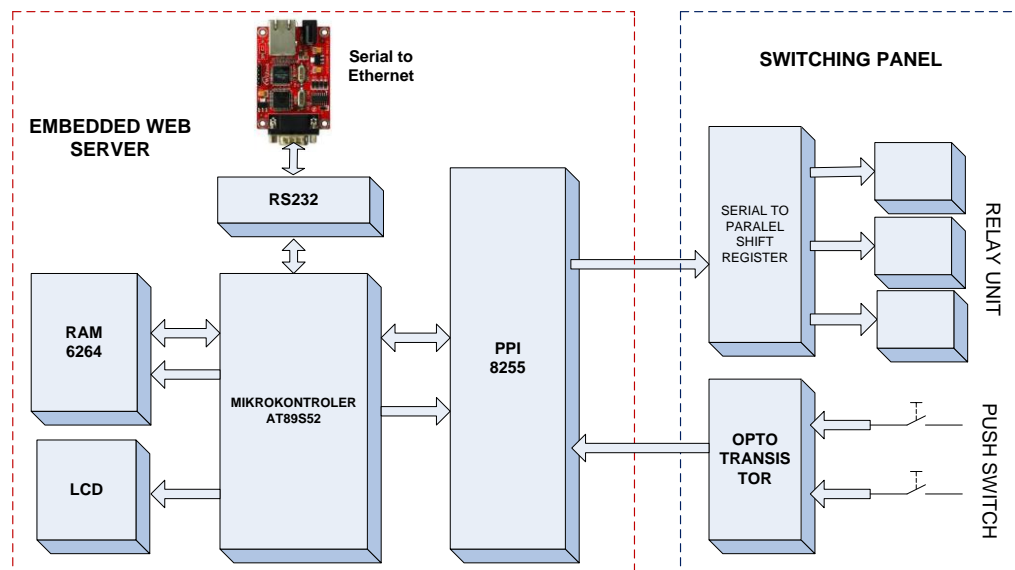 Serial to
Ethernet
EMBEDDED WEB
SERVER
RS232
RAM
6264
MIKROKONTROLER
AT89S52
LCD
PPI
8255
SWITCHING PANEL
SERIAL TO
PARALEL
SHIFT
REGISTER
RELAY UNIT
OPTO
TRANSIS
TOR
PUSH SWITCH